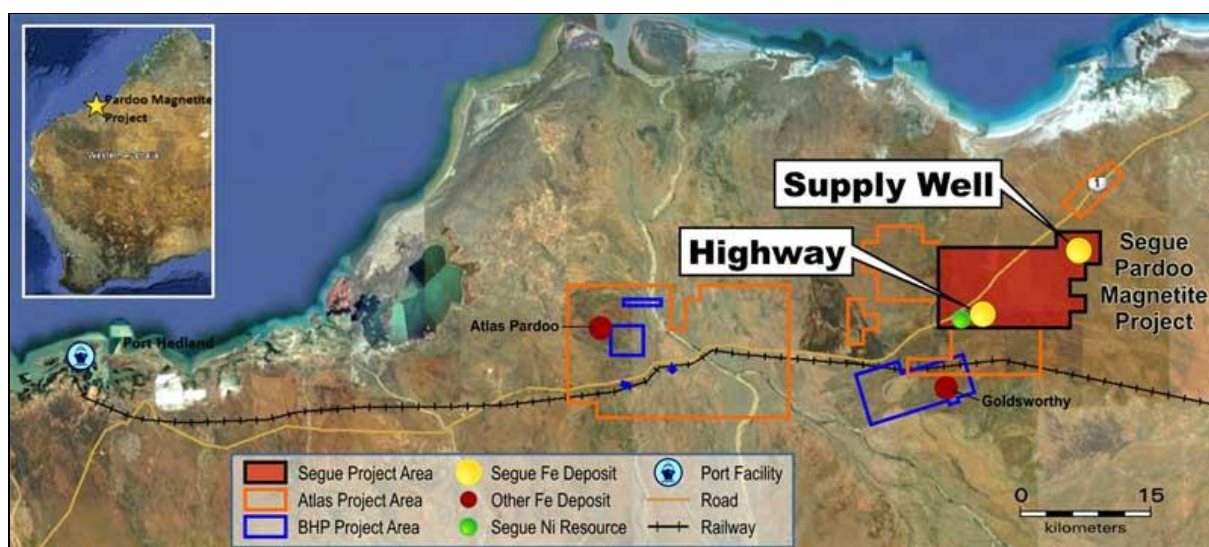 Pardoo Magnetite
Project
Western Australia
Supply Well
1
Highway
Segue
Pardoo
Magnetite
Project
Atlas Pardoo
Port Hedland
Goldsworthy
Segue Project Area
Segue Fe Deposit
Port Facility
Atlas Project Area
Other Fe Deposit
Road
BHP Project Area
Segue Ni Resource
Railway
0 15
kilometers